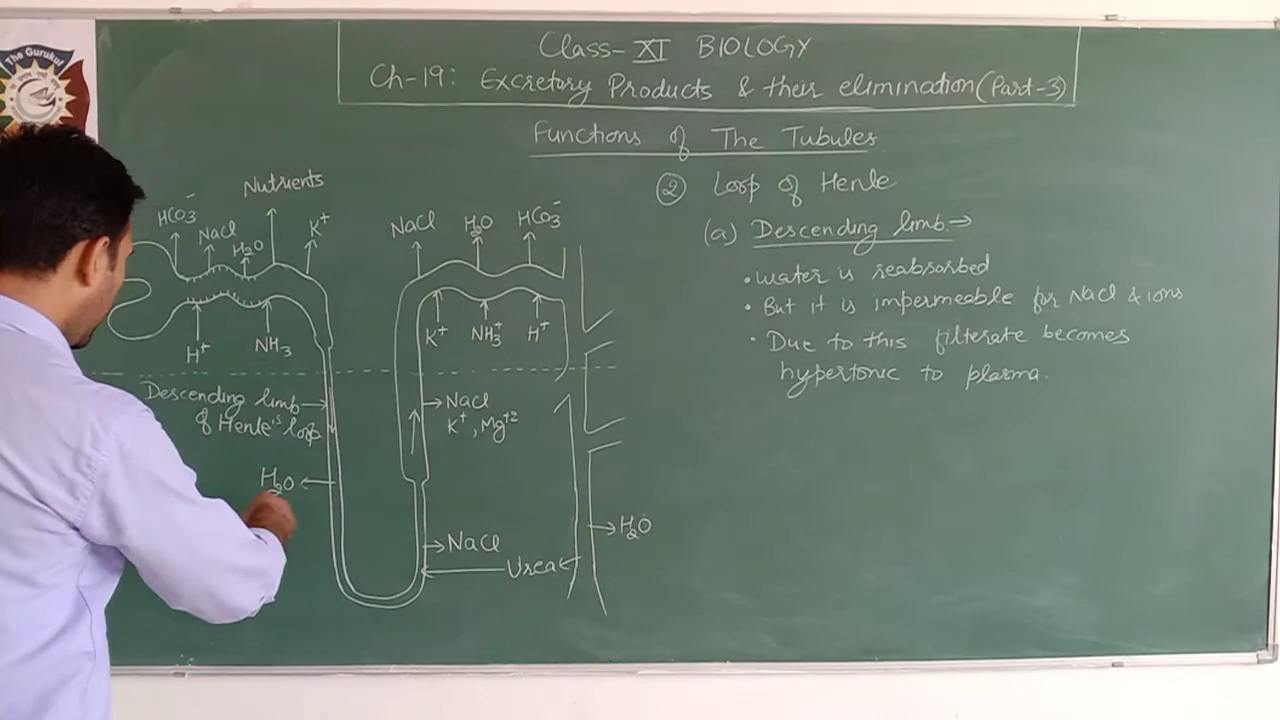 The Gurukul
Class-XI BIOLOGY
Ch-19: Excretory Products & their elimination (Part-3)
Functions of The Tubules
② Loop of Henle
(a) Descending limb →
• Water is reabsorbed
• But it is impermeable for NaCl & ions
• Due to this filterate becomes
hypertonic to plasma.
Nutrients
HCO3⁻
NaCl
H2O
K⁺
H⁺
NH3
NaCl
H2O
HCO3⁻
K⁺
NH3⁺
H⁺
Descending limb
of Henle's loop
H2O
NaCl
K⁺, Mg⁺²
NaCl
Urea
H2O